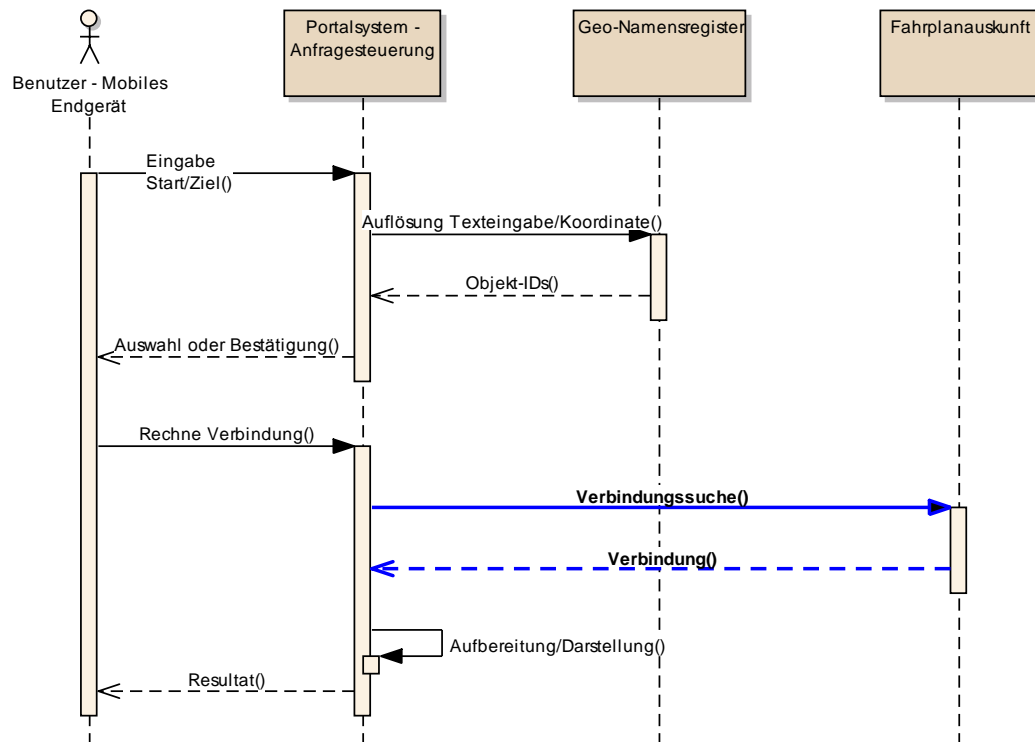 Benutzer - Mobiles
Endgerät
Portalsystem -
Anfragesteuerung
Geo-Namensregister
Fahrplanauskunft
Eingabe
Start/Ziel()
Auflösung Texteingabe/Koordinate()
Objekt-IDs()
Auswahl oder Bestätigung()
Rechne Verbindung()
Verbindungssuche()
Verbindung()
Aufbereitung/Darstellung()
Resultat()